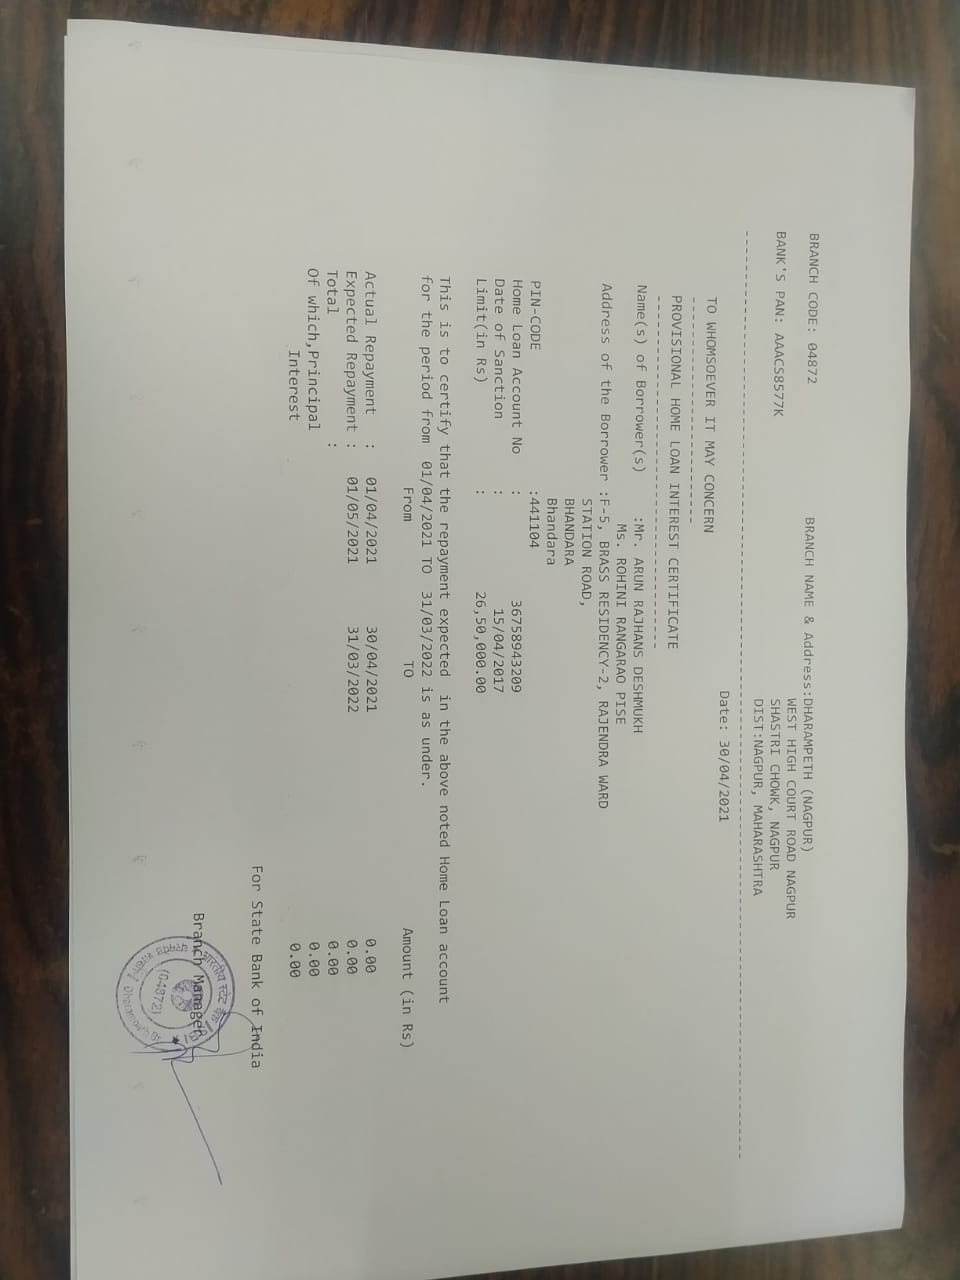 BRANCH CODE: 04872
BRANCH NAME & Address:DHARAMPETH (NAGPUR)
WEST HIGH COURT ROAD NAGPUR
BANK'S PAN: AAACS8577K
SHASTRI CHOWK, NAGPUR
DIST:NAGPUR, MAHARASHTRA
Date: 30/04/2021
TO WHOMSOEVER IT MAY CONCERN
PROVISIONAL HOME LOAN INTEREST CERTIFICATE
Name(s) of Borrower(s) :Mr. ARUN RAJHANS DESHMUKH
Ms. ROHINI RANGARAO PISE
Address of the Borrower :F-5, BRASS RESIDENCY-2, RAJENDRA WARD
STATION ROAD,
BHANDARA
Bhandara
PIN-CODE :441104
Home Loan Account No : 36758943209
Date of Sanction : 15/04/2017
Limit(in Rs) : 26,50,000.00
This is to certify that the repayment expected in the above noted Home Loan account
for the period from 01/04/2021 TO 31/03/2022 is as under.
From TO Amount (in Rs)
Actual Repayment : 01/04/2021 30/04/2021 0.00
Expected Repayment : 01/05/2021 31/03/2022 0.00
Total : 0.00
Of which,Principal 0.00
Interest 0.00
For State Bank of India
Branch Manager
भारतीय स्टेट बैंक
(04872)
Dharampeth Br